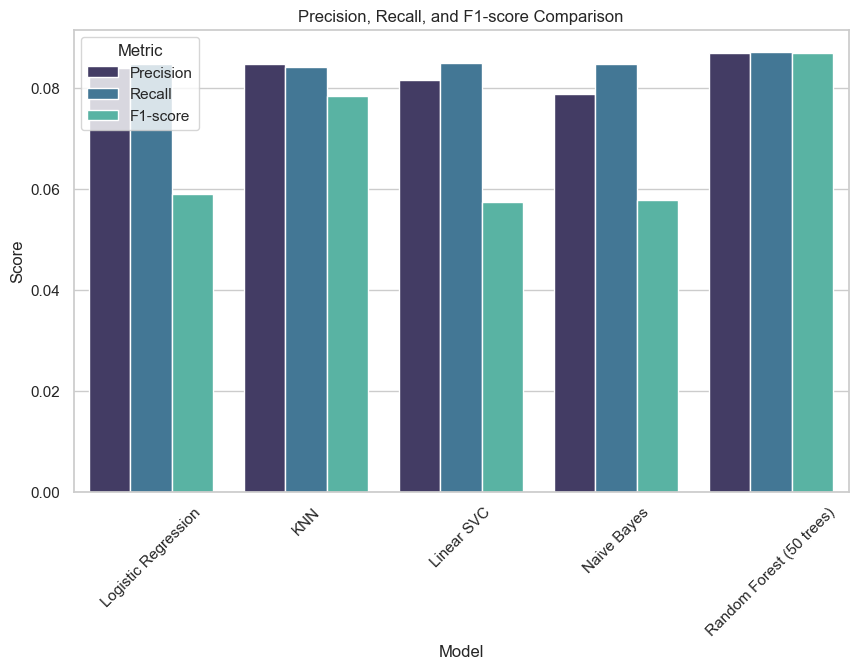 Precision, Recall, and F1-score Comparison
Metric
Precision
Recall
F1-score
Score
0.08
0.06
0.04
0.02
0.00
Logistic Regression
KNN
Linear SVC
Naive Bayes
Random Forest (50 trees)
Model